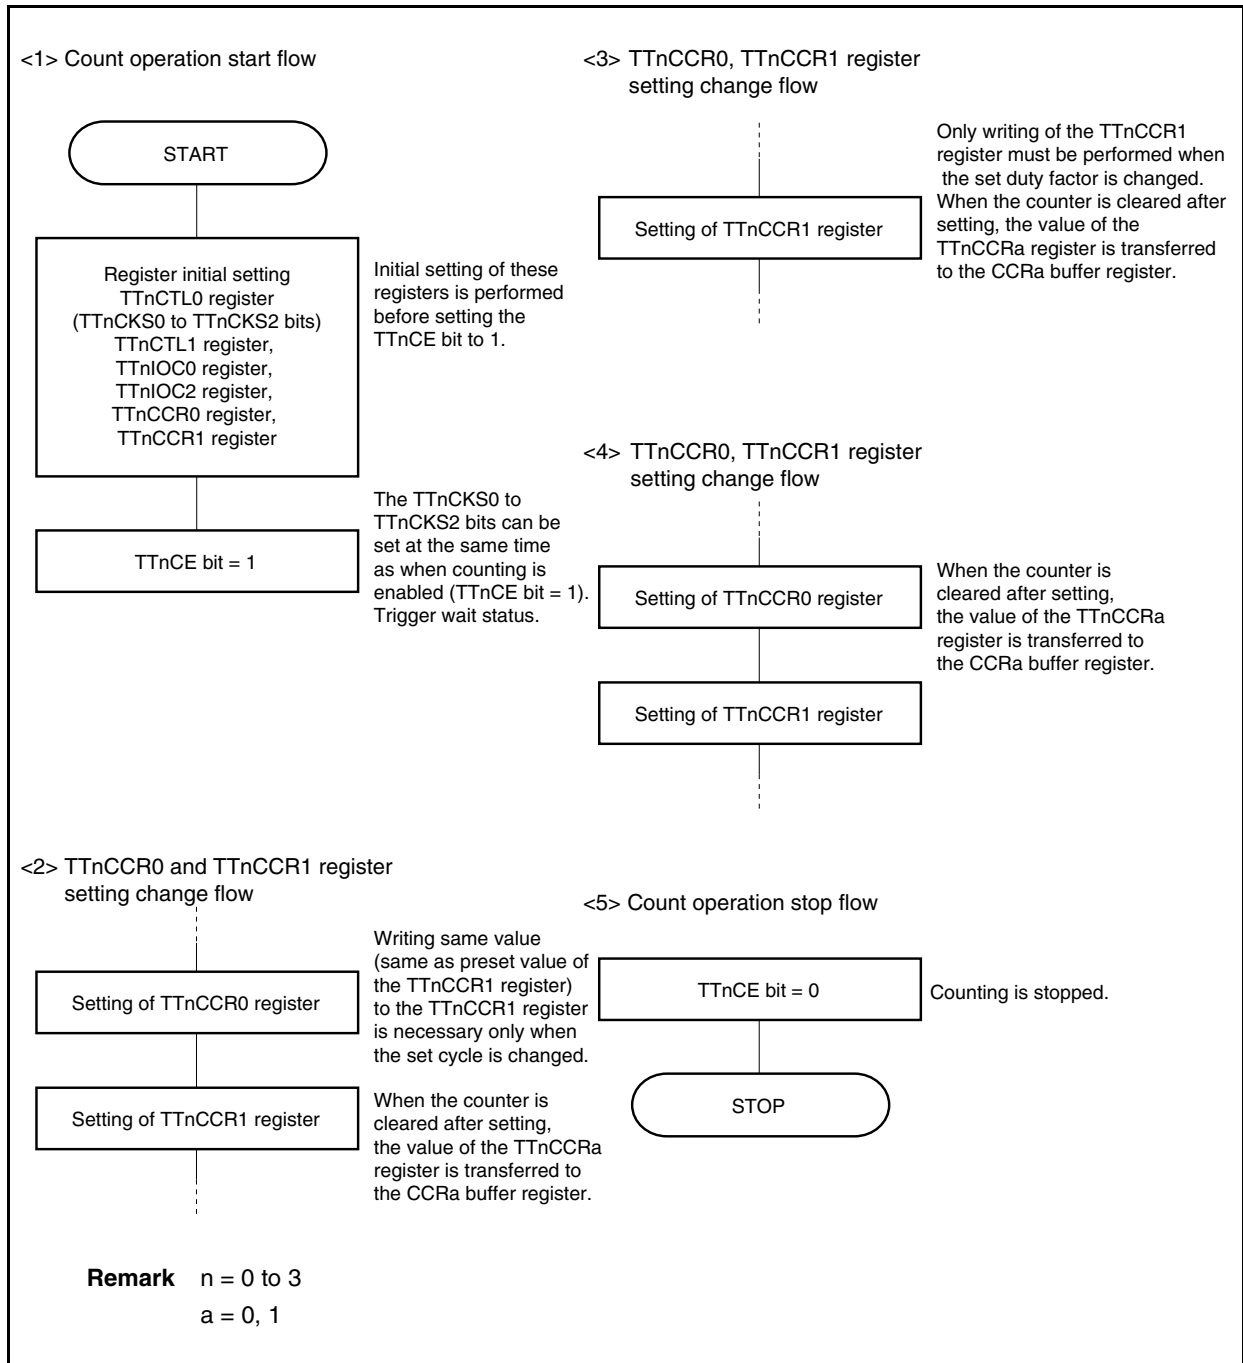 <1> Count operation start flow
START
Register initial setting
TTnCTL0 register
(TTnCKS0 to TTnCKS2 bits)
TTnCTL1 register,
TTnIOC0 register,
TTnIOC2 register,
TTnCCR0 register,
TTnCCR1 register
Initial setting of these
registers is performed
before setting the
TTnCE bit to 1.
TTnCE bit = 1
The TTnCKS0 to
TTnCKS2 bits can be
set at the same time
as when counting is
enabled (TTnCE bit = 1).
Trigger wait status.
<2> TTnCCR0 and TTnCCR1 register
setting change flow
Setting of TTnCCR0 register
Writing same value
(same as preset value of
the TTnCCR1 register)
to the TTnCCR1 register
is necessary only when
the set cycle is changed.
Setting of TTnCCR1 register
When the counter is
cleared after setting,
the value of the TTnCCRa
register is transferred to
the CCRa buffer register.
<3> TTnCCR0, TTnCCR1 register
setting change flow
Setting of TTnCCR1 register
Only writing of the TTnCCR1
register must be performed when
the set duty factor is changed.
When the counter is cleared after
setting, the value of the
TTnCCRa register is transferred
to the CCRa buffer register.
<4> TTnCCR0, TTnCCR1 register
setting change flow
Setting of TTnCCR0 register
When the counter is
cleared after setting,
the value of the TTnCCRa
register is transferred to
the CCRa buffer register.
Setting of TTnCCR1 register
<5> Count operation stop flow
TTnCE bit = 0
Counting is stopped.
STOP
Remark n = 0 to 3
a = 0, 1